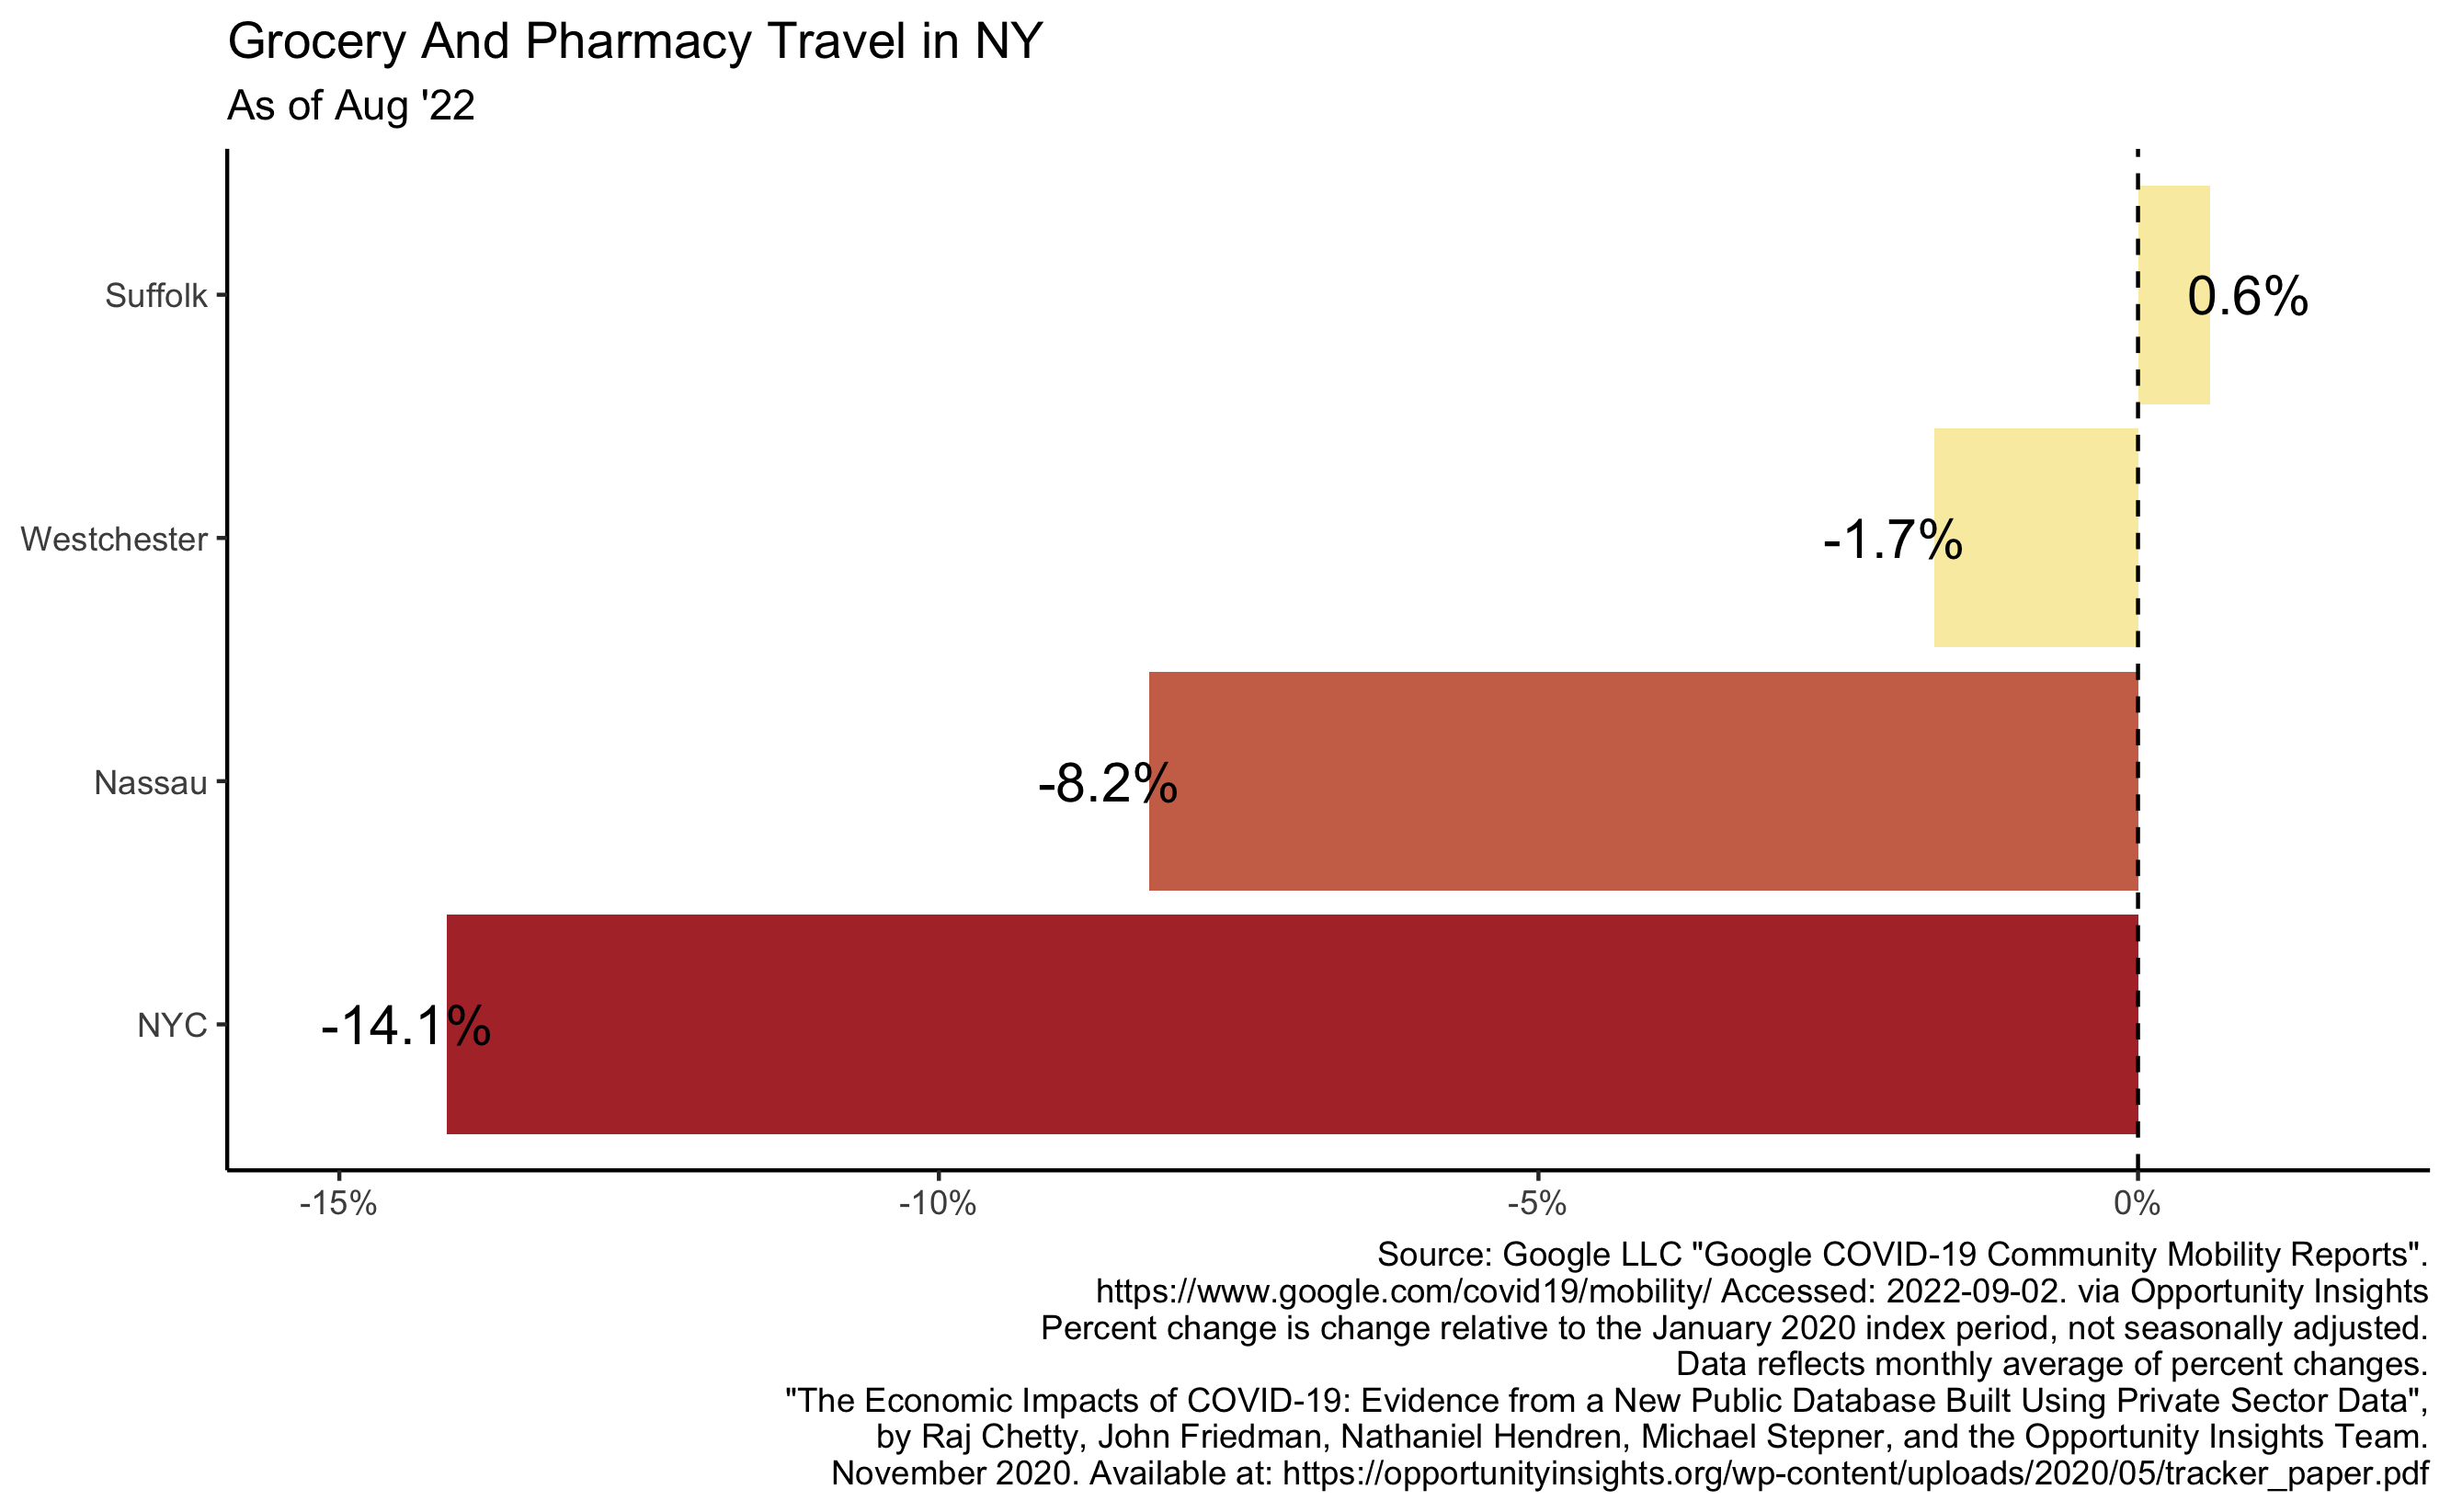 Grocery And Pharmacy Travel in NY
As of Aug '22
Suffolk
0.6%
Westchester
-1.7%
Nassau
-8.2%
NYC
-14.1%
-15%
-10%
-5%
0%
Source: Google LLC "Google COVID-19 Community Mobility Reports".
https://www.google.com/covid19/mobility/ Accessed: 2022-09-02. via Opportunity Insights
Percent change is change relative to the January 2020 index period, not seasonally adjusted.
Data reflects monthly average of percent changes.
"The Economic Impacts of COVID-19: Evidence from a New Public Database Built Using Private Sector Data",
by Raj Chetty, John Friedman, Nathaniel Hendren, Michael Stepner, and the Opportunity Insights Team.
November 2020. Available at: https://opportunityinsights.org/wp-content/uploads/2020/05/tracker_paper.pdf